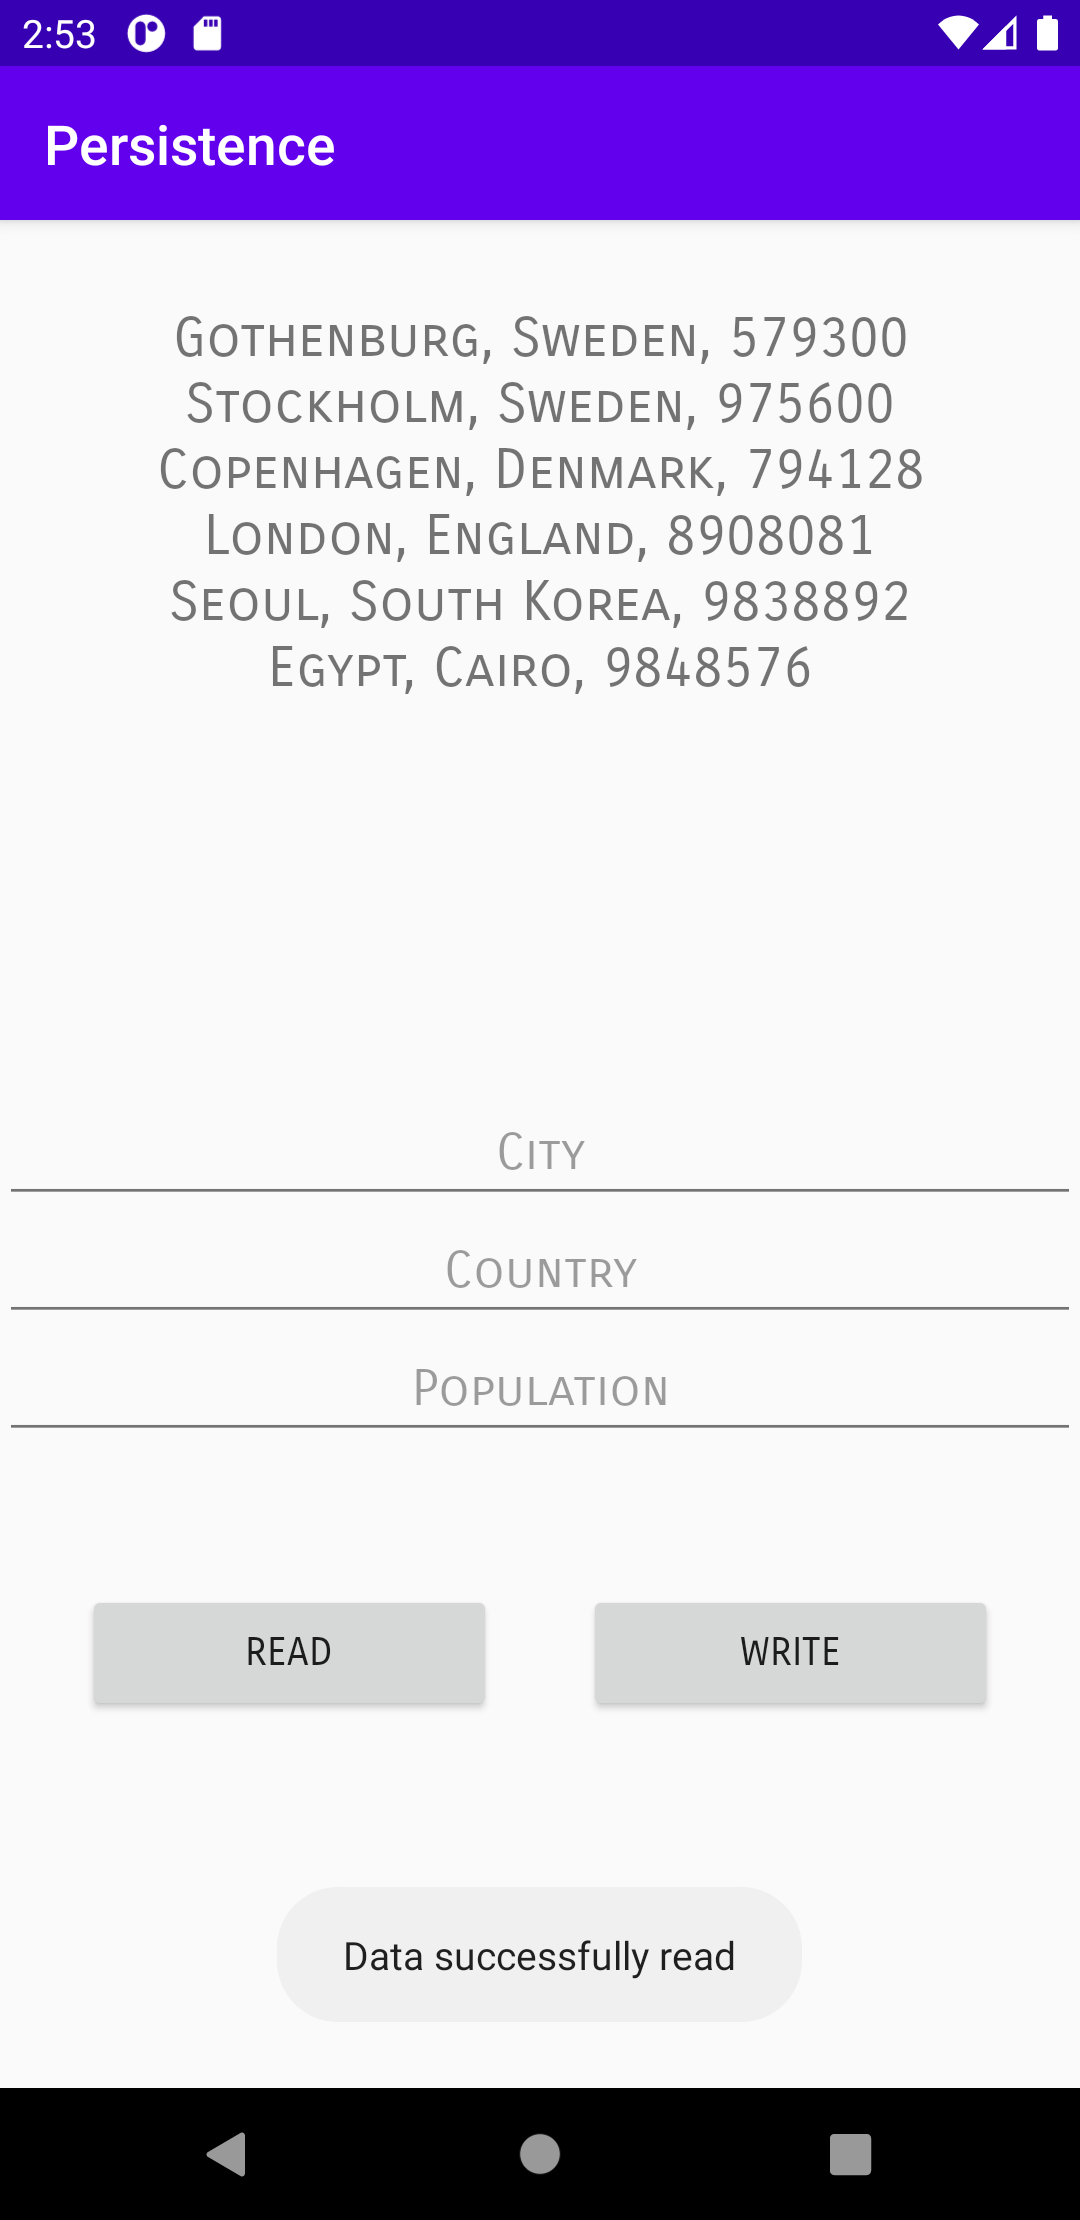 2:53
Persistence
Gothenburg, Sweden, 579300
Stockholm, Sweden, 975600
Copenhagen, Denmark, 794128
London, England, 8908081
Seoul, South Korea, 9838892
Egypt, Cairo, 9848576
City
Country
Population
READ
WRITE
Data successfully read